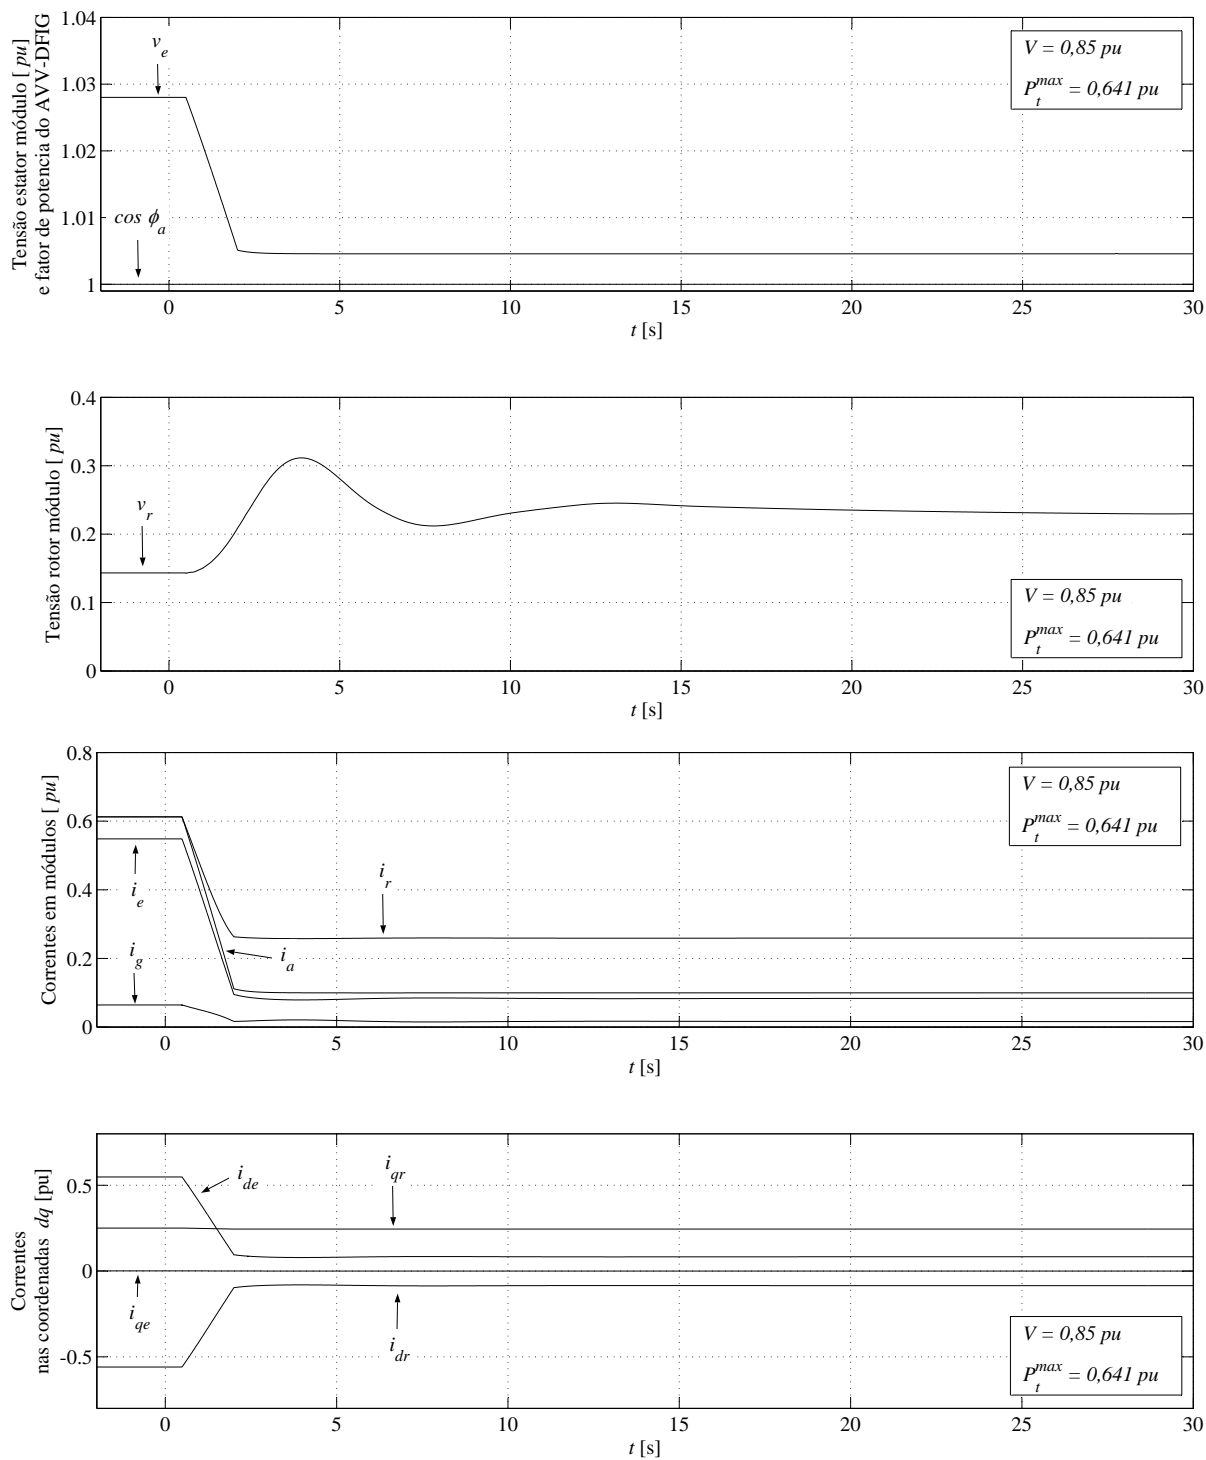 Tensão estator módulo [ pu]
e fator de potencia do AVV-DFIG
1.04
1.03
1.02
1.01
1
v_e
cos ϕ_a
V = 0,85 pu
P_t^max = 0,641 pu
0 5 10 15 20 25 30
t [s]
Tensão rotor módulo [ pu]
0.4
0.3
0.2
0.1
0
v_r
V = 0,85 pu
P_t^max = 0,641 pu
0 5 10 15 20 25 30
t [s]
Correntes em módulos [ pu]
0.8
0.6
0.4
0.2
0
i_e
i_g
i_a
i_r
V = 0,85 pu
P_t^max = 0,641 pu
0 5 10 15 20 25 30
t [s]
Correntes
nas coordenadas dq [pu]
0.5
0
-0.5
i_de
i_qr
i_qe
i_dr
V = 0,85 pu
P_t^max = 0,641 pu
0 5 10 15 20 25 30
t [s]